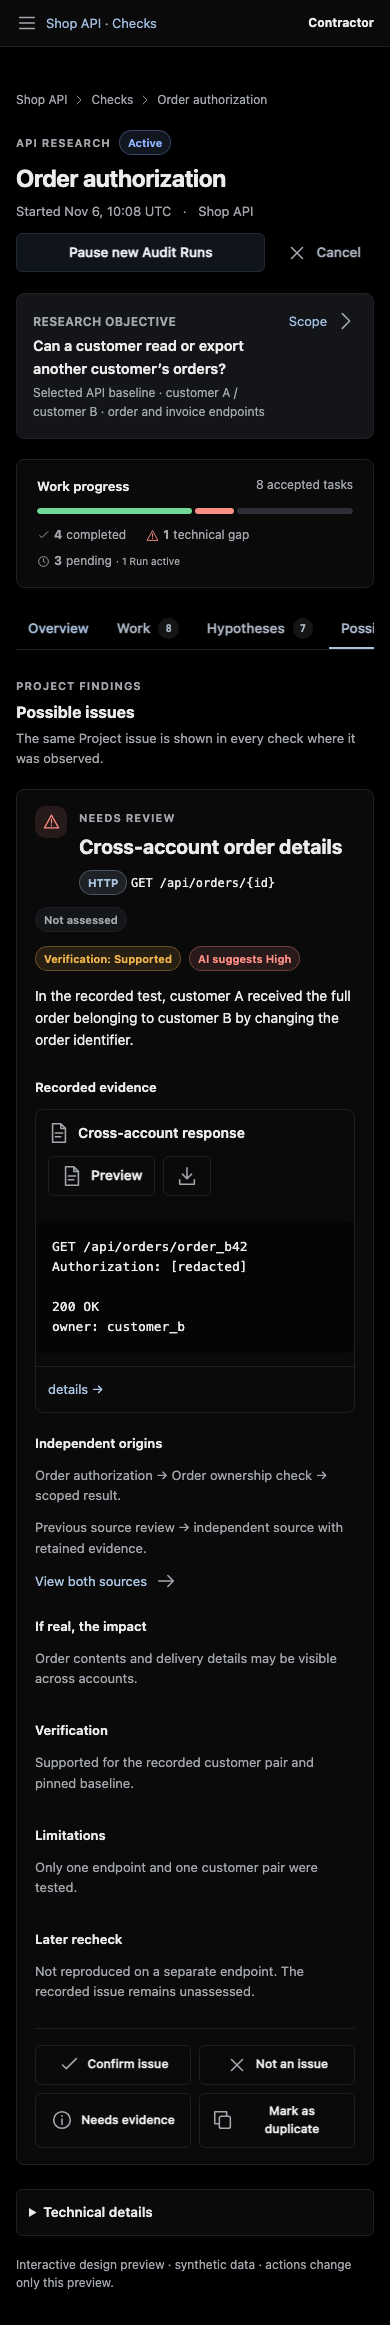 Shop API · Checks
Contractor
Shop API > Checks > Order authorization
API RESEARCH Active
Order authorization
Started Nov 6, 10:08 UTC · Shop API
Pause new Audit Runs
Cancel
RESEARCH OBJECTIVE
Scope
Can a customer read or export
another customer's orders?
Selected API baseline · customer A /
customer B · order and invoice endpoints
Work progress
8 accepted tasks
4 completed
1 technical gap
3 pending · 1 Run active
Overview Work 8 Hypotheses 7 Possi
PROJECT FINDINGS
Possible issues
The same Project issue is shown in every check where it
was observed.
NEEDS REVIEW
Cross-account order details
HTTP GET /api/orders/{id}
Not assessed
Verification: Supported AI suggests High
In the recorded test, customer A received the full
order belonging to customer B by changing the
order identifier.
Recorded evidence
Cross-account response
Preview
GET /api/orders/order_b42
Authorization: [redacted]
200 OK
owner: customer_b
details →
Independent origins
Order authorization → Order ownership check →
scoped result.
Previous source review → independent source with
retained evidence.
View both sources →
If real, the impact
Order contents and delivery details may be visible
across accounts.
Verification
Supported for the recorded customer pair and
pinned baseline.
Limitations
Only one endpoint and one customer pair were
tested.
Later recheck
Not reproduced on a separate endpoint. The
recorded issue remains unassessed.
Confirm issue
Not an issue
Needs evidence
Mark as
duplicate
Technical details
Interactive design preview · synthetic data · actions change
only this preview.